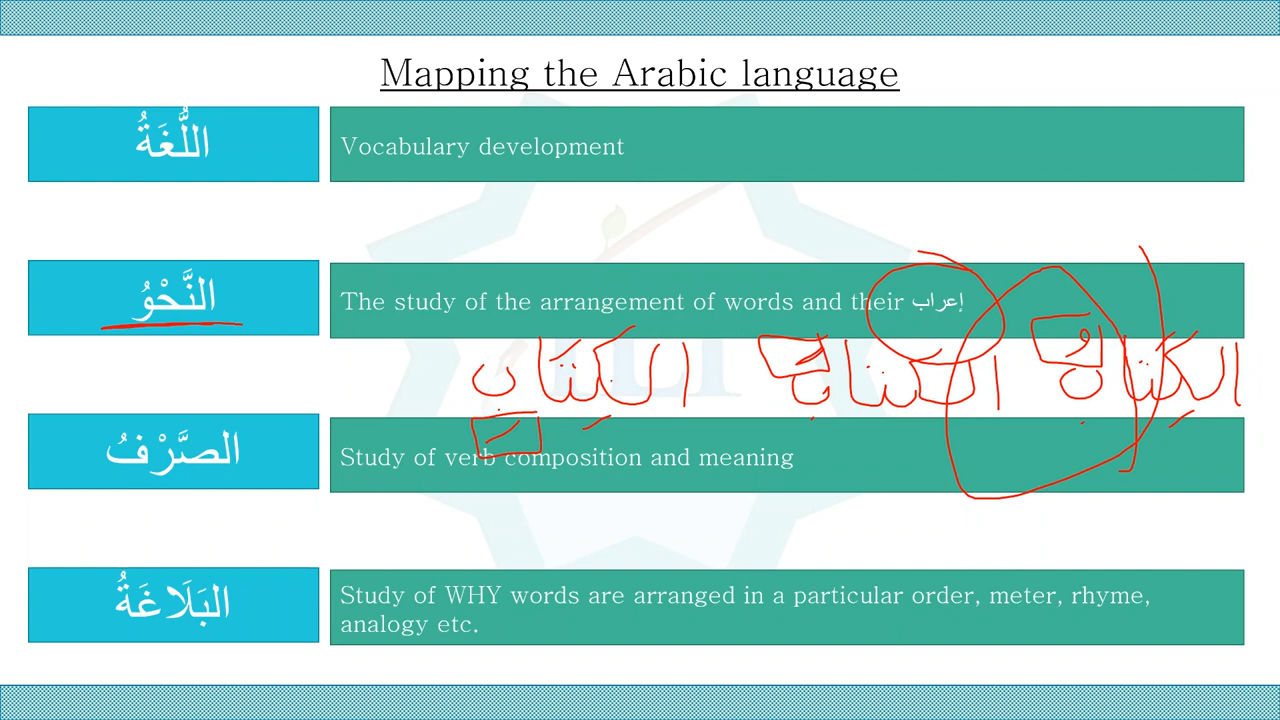 Mapping the Arabic language
اللُّغَةُ
Vocabulary development
النَّحْوُ
The study of the arrangement of words and their إعراب
الكِتَابُ الكِتَابَ الكِتَابِ
الصَّرْفُ
Study of verb composition and meaning
البَلَاغَةُ
Study of WHY words are arranged in a particular order, meter, rhyme,
analogy etc.